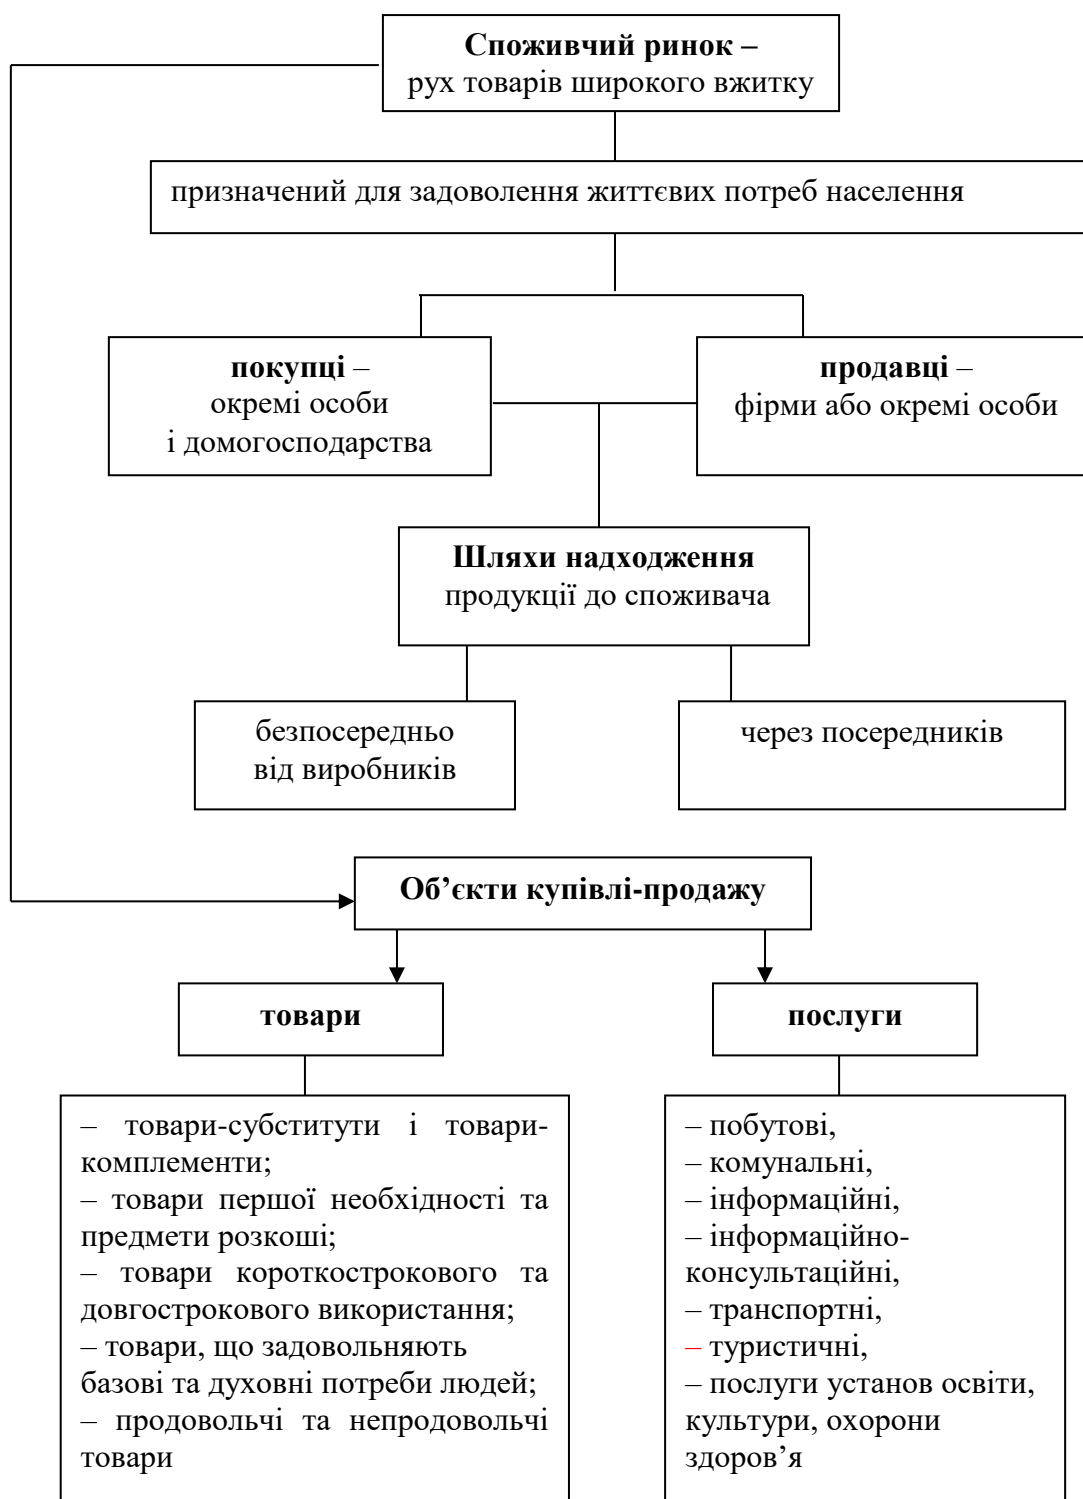 Споживчий ринок –
рух товарів широкого вжитку
призначений для задоволення життєвих потреб населення
покупці –
окремі особи
і домогосподарства
продавці –
фірми або окремі особи
Шляхи надходження
продукції до споживача
безпосередньо
від виробників
через посередників
Об’єкти купівлі-продажу
товари
послуги
– товари-субститути і товари-
комплементи;
– товари першої необхідності та
предмети розкоші;
– товари короткострокового та
довгострокового використання;
– товари, що задовольняють
базові та духовні потреби людей;
– продовольчі та непродовольчі
товари
– побутові,
– комунальні,
– інформаційні,
– інформаційно-
консультаційні,
– транспортні,
– туристичні,
– послуги установ освіти,
культури, охорони
здоров’я